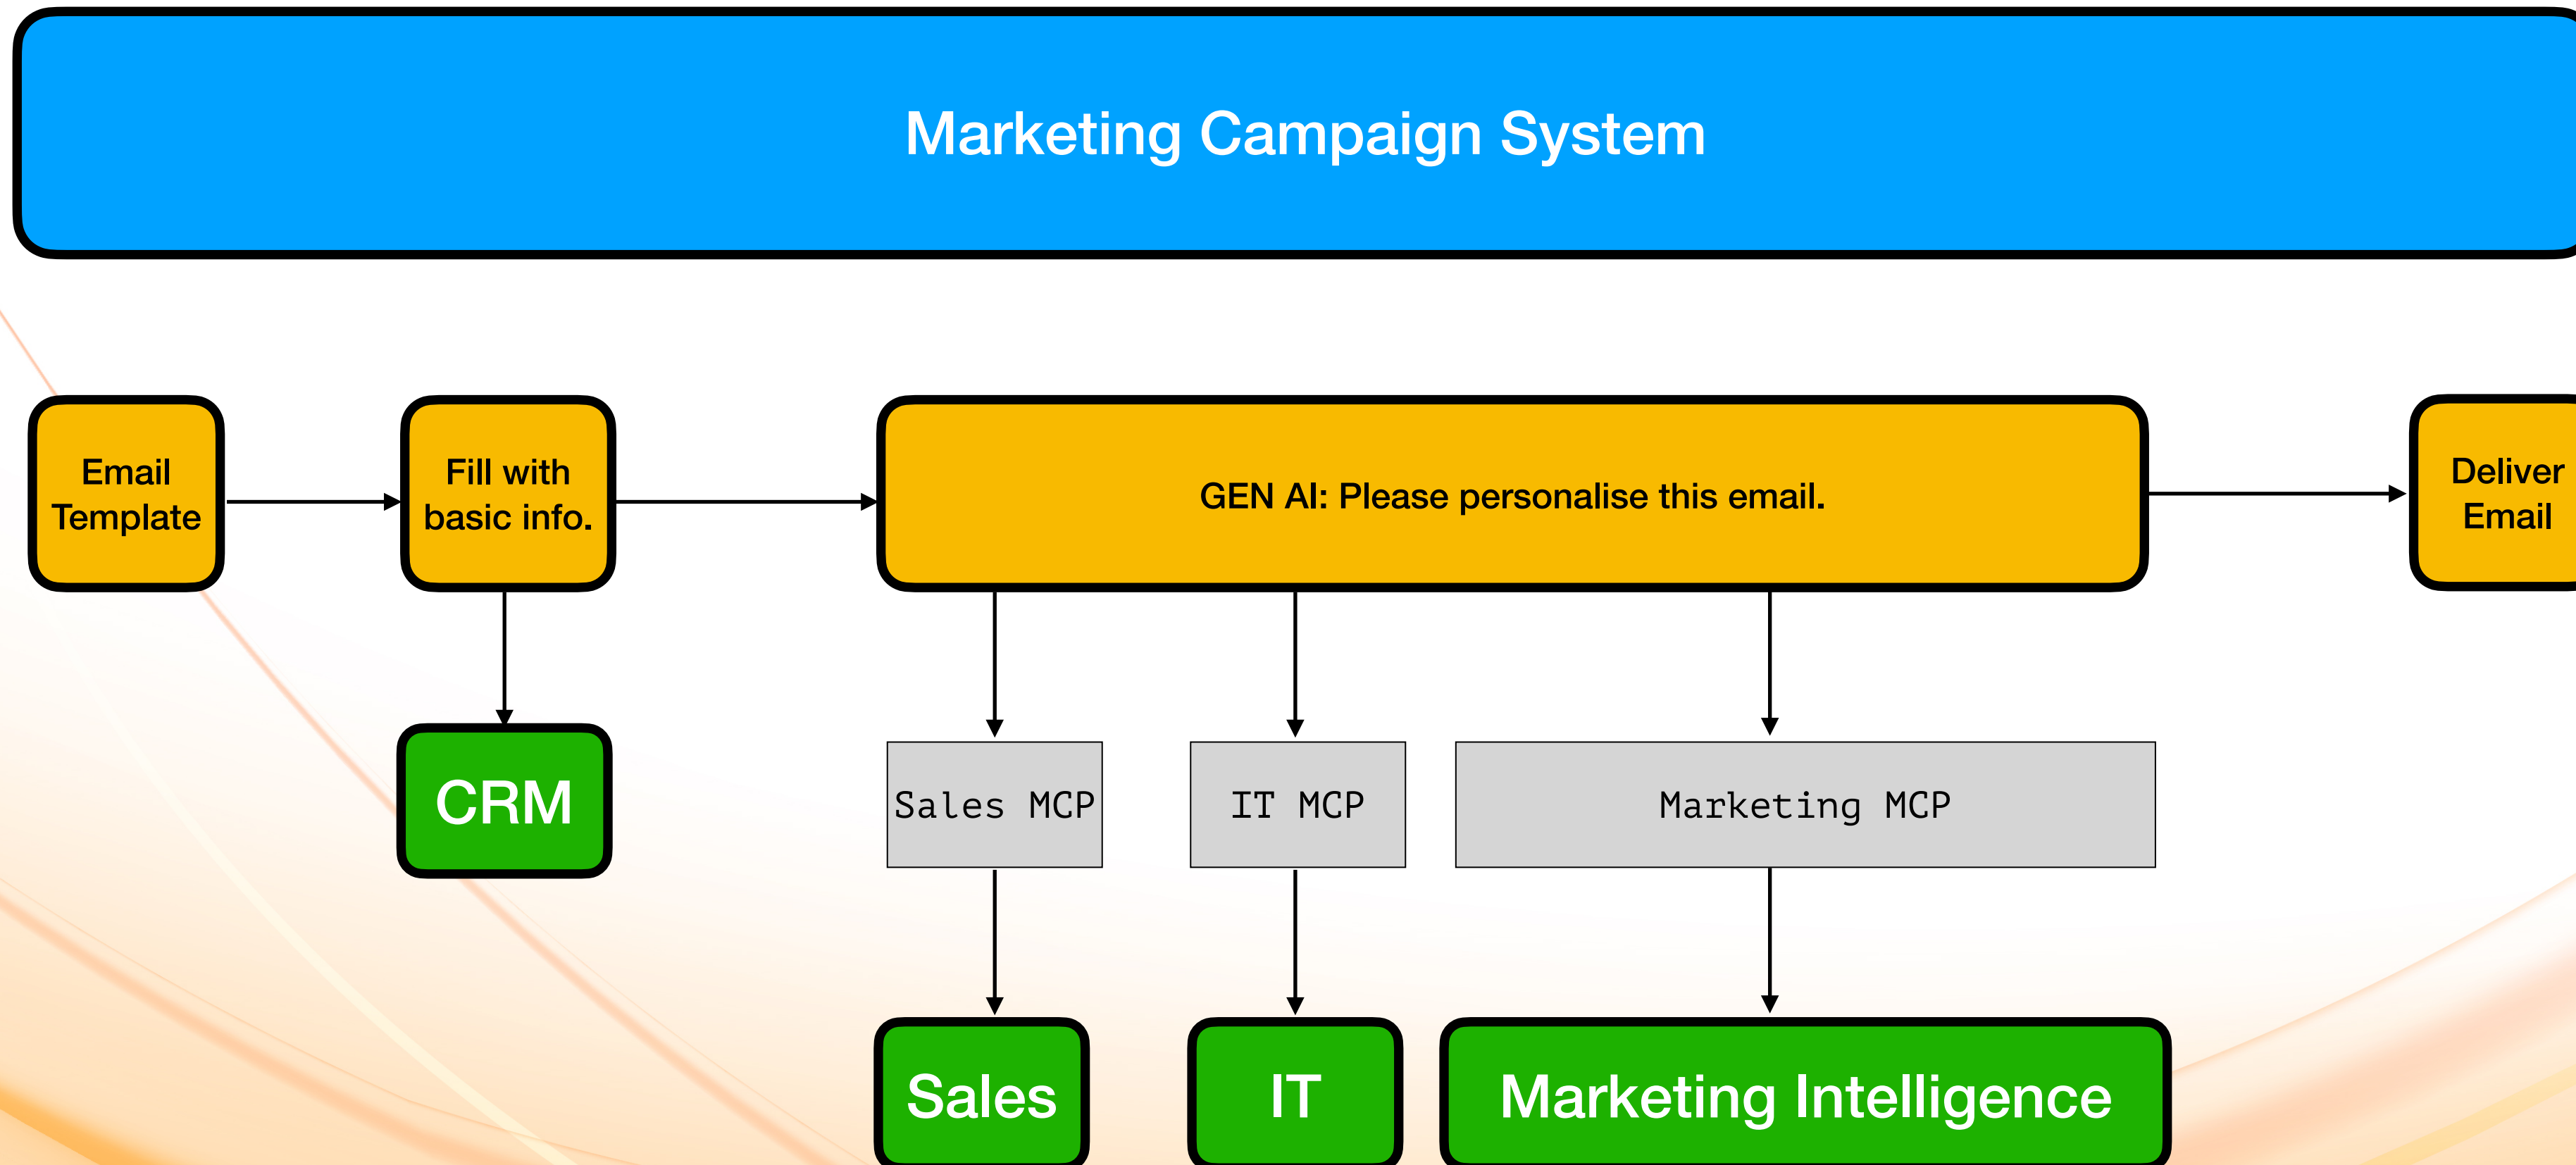 Marketing Campaign System
Email
Template
Fill with
basic info.
GEN AI: Please personalise this email.
Deliver
Email
CRM
Sales MCP
IT MCP
Marketing MCP
Sales
IT
Marketing Intelligence